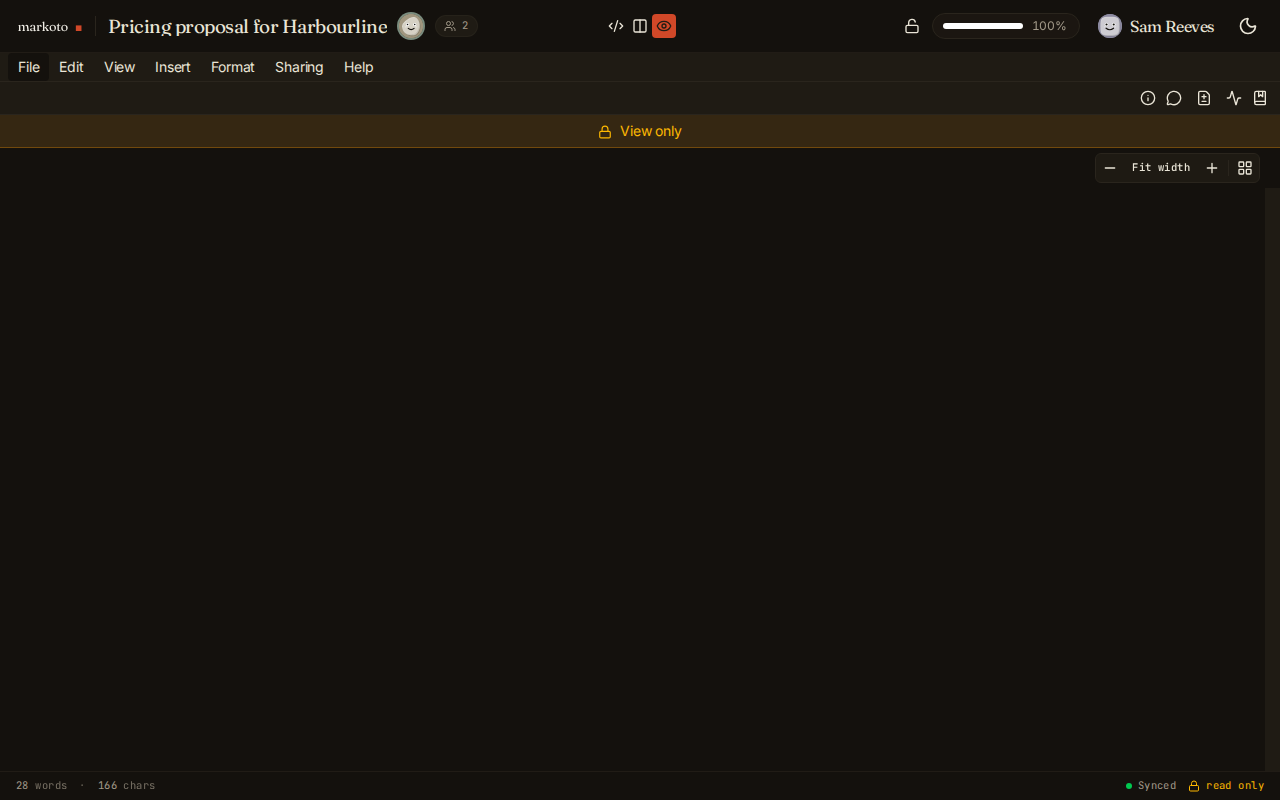 markoto Pricing proposal for Harbourline 2 100% Sam Reeves
File Edit View Insert Format Sharing Help
View only
Fit width
28 words · 166 chars Synced read only